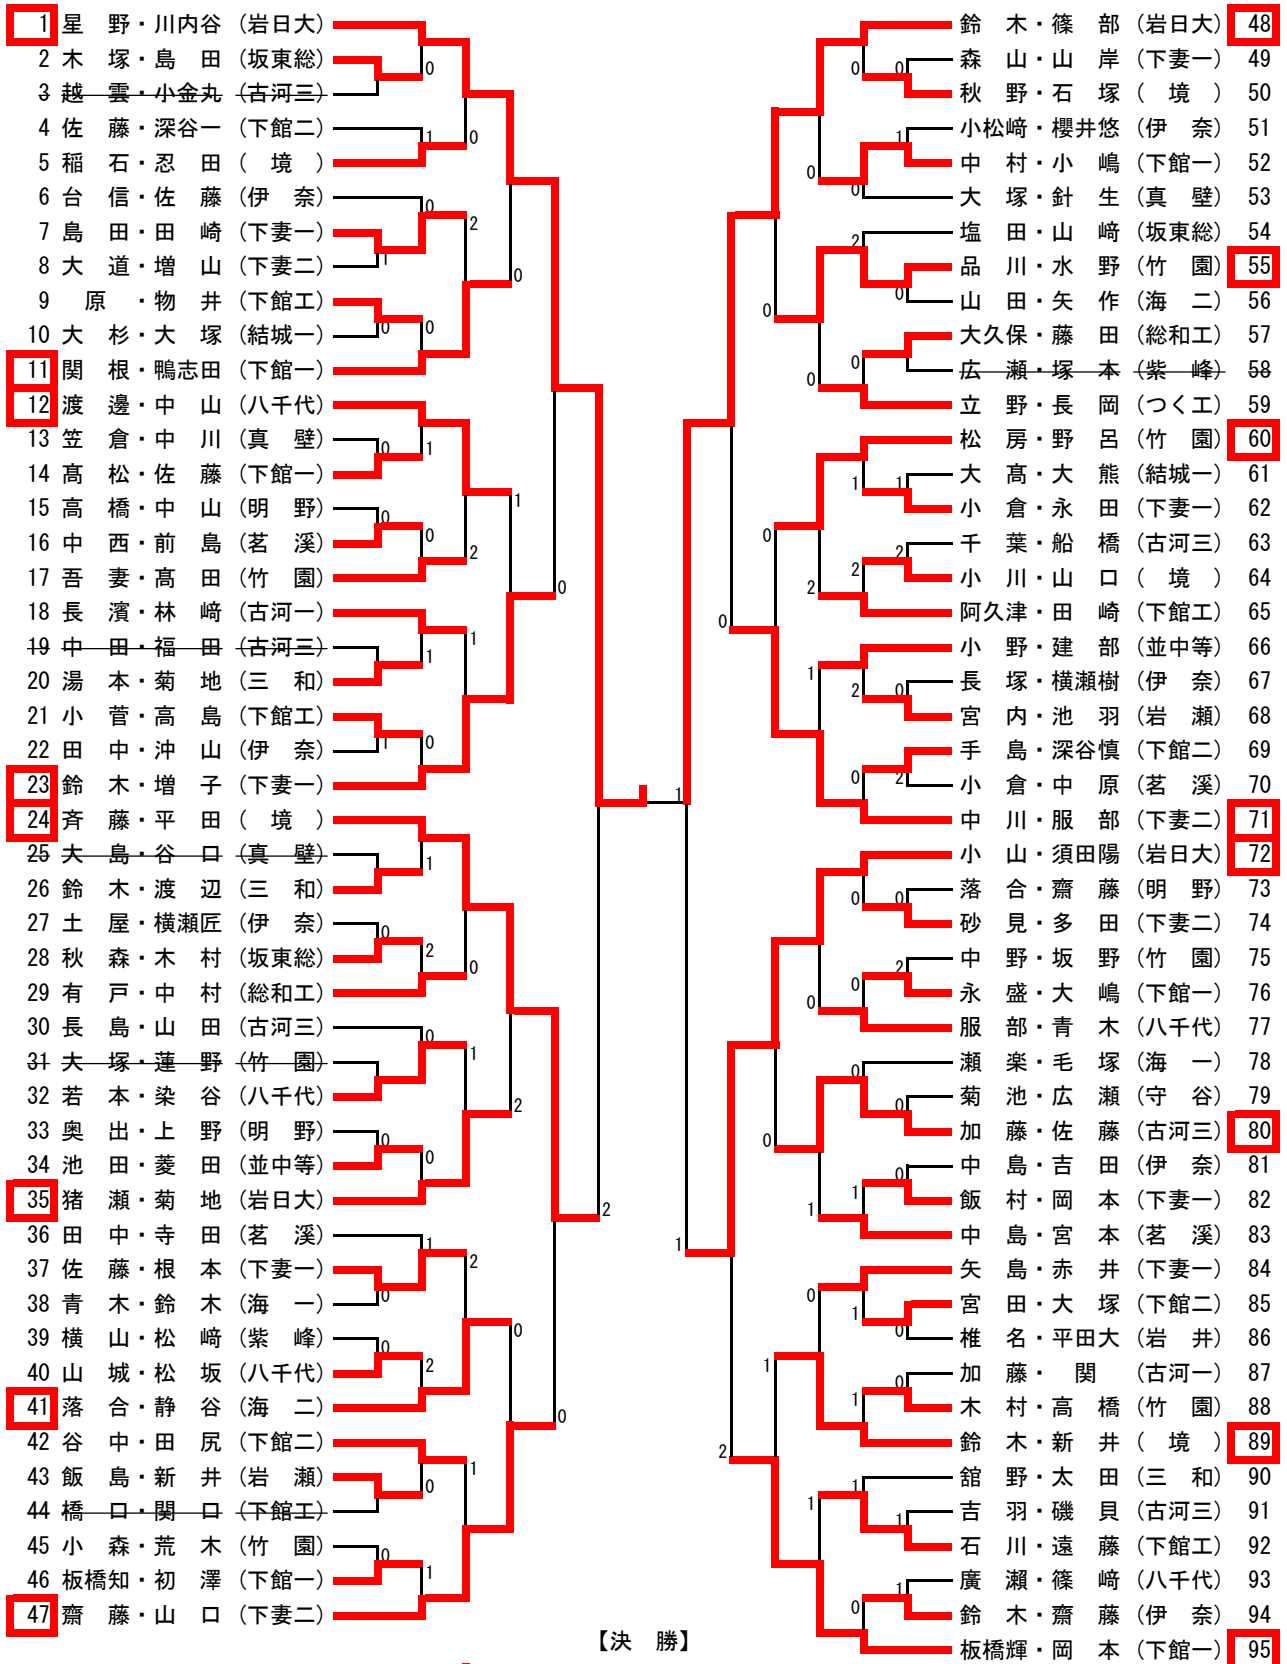 1 星 野・川内谷 (岩日大)
2 木 塚・島 田 (坂東総)
3 越 雲・小金丸 (古河三)
4 佐 藤・深谷一 (下館二)
5 稲 石・忍 田 ( 境 )
6 台 信・佐 藤 (伊 奈)
7 島 田・田 崎 (下妻一)
8 大 道・増 山 (下妻二)
9 原 ・物 井 (下館工)
10 大 杉・大 塚 (結城一)
11 関 根・鴨志田 (下館一)
12 渡 邊・中 山 (八千代)
13 笠 倉・中 川 (真 壁)
14 髙 松・佐 藤 (下館一)
15 高 橋・中 山 (明 野)
16 中 西・前 島 (茗 溪)
17 吾 妻・髙 田 (竹 園)
18 長 濱・林 﨑 (古河一)
19 中 田・福 田 (古河三)
20 湯 本・菊 地 (三 和)
21 小 菅・高 島 (下館工)
22 田 中・沖 山 (伊 奈)
23 鈴 木・増 子 (下妻一)
24 斉 藤・平 田 ( 境 )
25 大 島・谷 口 (真 壁)
26 鈴 木・渡 辺 (三 和)
27 土 屋・横瀬匠 (伊 奈)
28 秋 森・木 村 (坂東総)
29 有 戸・中 村 (総和工)
30 長 島・山 田 (古河三)
31 大 塚・蓮 野 (竹 園)
32 若 本・染 谷 (八千代)
33 奥 出・上 野 (明 野)
34 池 田・菱 田 (並中等)
35 猪 瀬・菊 地 (岩日大)
36 田 中・寺 田 (茗 溪)
37 佐 藤・根 本 (下妻一)
38 青 木・鈴 木 (海 一)
39 横 山・松 﨑 (紫 峰)
40 山 城・松 坂 (八千代)
41 落 合・静 谷 (海 二)
42 谷 中・田 尻 (下館二)
43 飯 島・新 井 (岩 瀬)
44 橋 口・関 口 (下館工)
45 小 森・荒 木 (竹 園)
46 板橋知・初 澤 (下館一)
47 齋 藤・山 口 (下妻二)
鈴 木・篠 部 (岩日大) 48
森 山・山 岸 (下妻一) 49
秋 野・石 塚 ( 境 ) 50
小松﨑・櫻井悠 (伊 奈) 51
中 村・小 嶋 (下館一) 52
大 塚・針 生 (真 壁) 53
塩 田・山 﨑 (坂東総) 54
品 川・水 野 (竹 園) 55
山 田・矢 作 (海 二) 56
大久保・藤 田 (総和工) 57
広 瀬・塚 本 (紫 峰) 58
立 野・長 岡 (つく工) 59
松 房・野 呂 (竹 園) 60
大 髙・大 熊 (結城一) 61
小 倉・永 田 (下妻一) 62
千 葉・船 橋 (古河三) 63
小 川・山 口 ( 境 ) 64
阿久津・田 崎 (下館工) 65
小 野・建 部 (並中等) 66
長 塚・横瀬樹 (伊 奈) 67
宮 内・池 羽 (岩 瀬) 68
手 島・深谷慎 (下館二) 69
小 倉・中 原 (茗 溪) 70
中 川・服 部 (下妻二) 71
小 山・須田陽 (岩日大) 72
落 合・齋 藤 (明 野) 73
砂 見・多 田 (下妻二) 74
中 野・坂 野 (竹 園) 75
永 盛・大 嶋 (下館一) 76
服 部・青 木 (八千代) 77
瀬 楽・毛 塚 (海 一) 78
菊 池・広 瀬 (守 谷) 79
加 藤・佐 藤 (古河三) 80
中 島・吉 田 (伊 奈) 81
飯 村・岡 本 (下妻一) 82
中 島・宮 本 (茗 溪) 83
矢 島・赤 井 (下妻一) 84
宮 田・大 塚 (下館二) 85
椎 名・平田大 (岩 井) 86
加 藤・ 関 (古河一) 87
木 村・高 橋 (竹 園) 88
鈴 木・新 井 ( 境 ) 89
舘 野・太 田 (三 和) 90
吉 羽・磯 貝 (古河三) 91
石 川・遠 藤 (下館工) 92
廣 瀨・篠 﨑 (八千代) 93
鈴 木・齋 藤 (伊 奈) 94
板橋輝・岡 本 (下館一) 95
【決 勝】